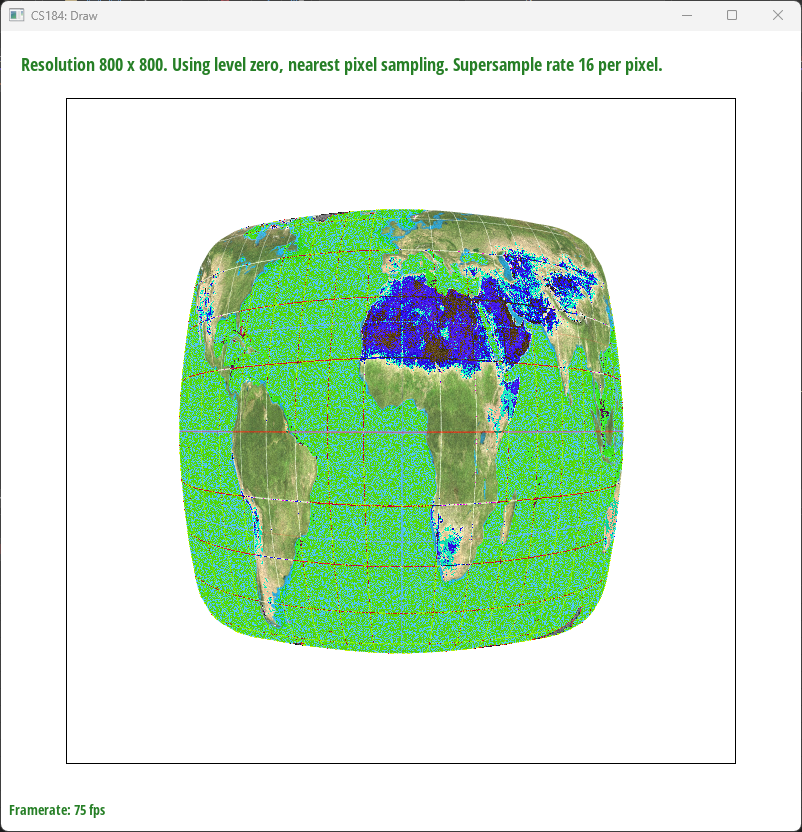 CS184: Draw
Resolution 800 x 800. Using level zero, nearest pixel sampling. Supersample rate 16 per pixel.
Framerate: 75 fps